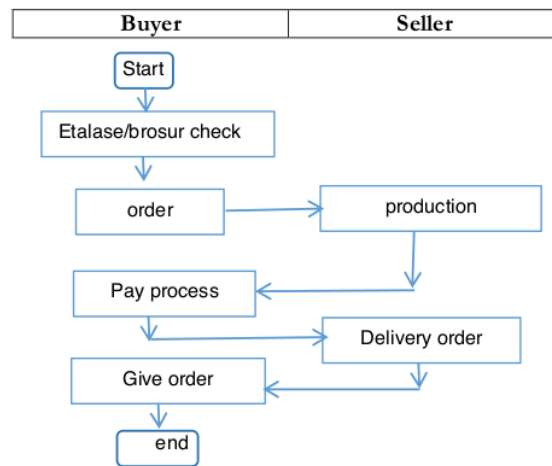 Buyer Seller
Start
Etalase/brosur check
order production
Pay process
Delivery order
Give order
end